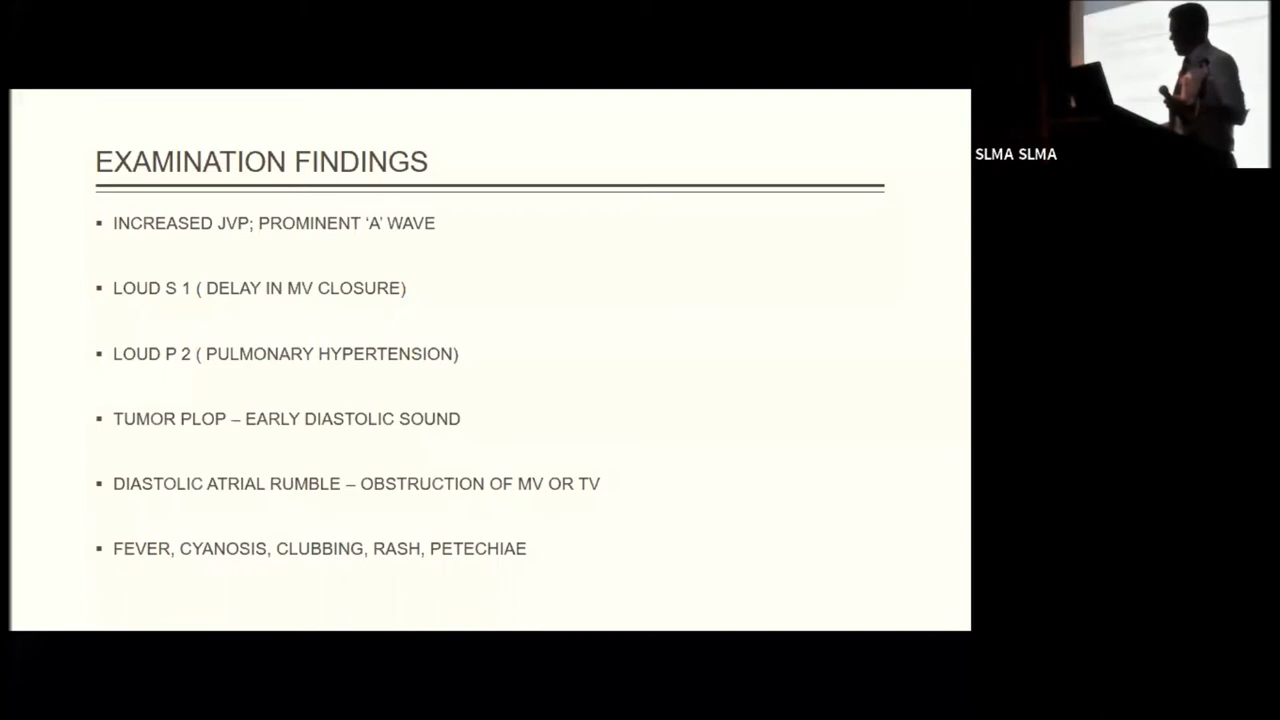 EXAMINATION FINDINGS
▪ INCREASED JVP; PROMINENT ‘A’ WAVE
▪ LOUD S 1 ( DELAY IN MV CLOSURE)
▪ LOUD P 2 ( PULMONARY HYPERTENSION)
▪ TUMOR PLOP – EARLY DIASTOLIC SOUND
▪ DIASTOLIC ATRIAL RUMBLE – OBSTRUCTION OF MV OR TV
▪ FEVER, CYANOSIS, CLUBBING, RASH, PETECHIAE
SLMA SLMA